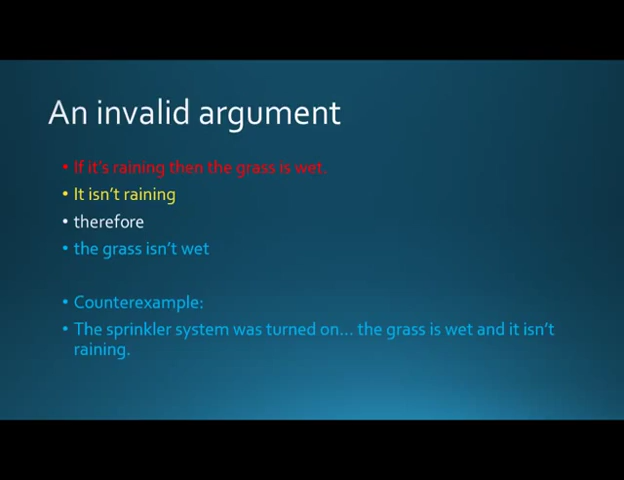 An invalid argument
• If it's raining then the grass is wet.
• It isn't raining
• therefore
• the grass isn't wet
• Counterexample:
• The sprinkler system was turned on... the grass is wet and it isn't
raining.